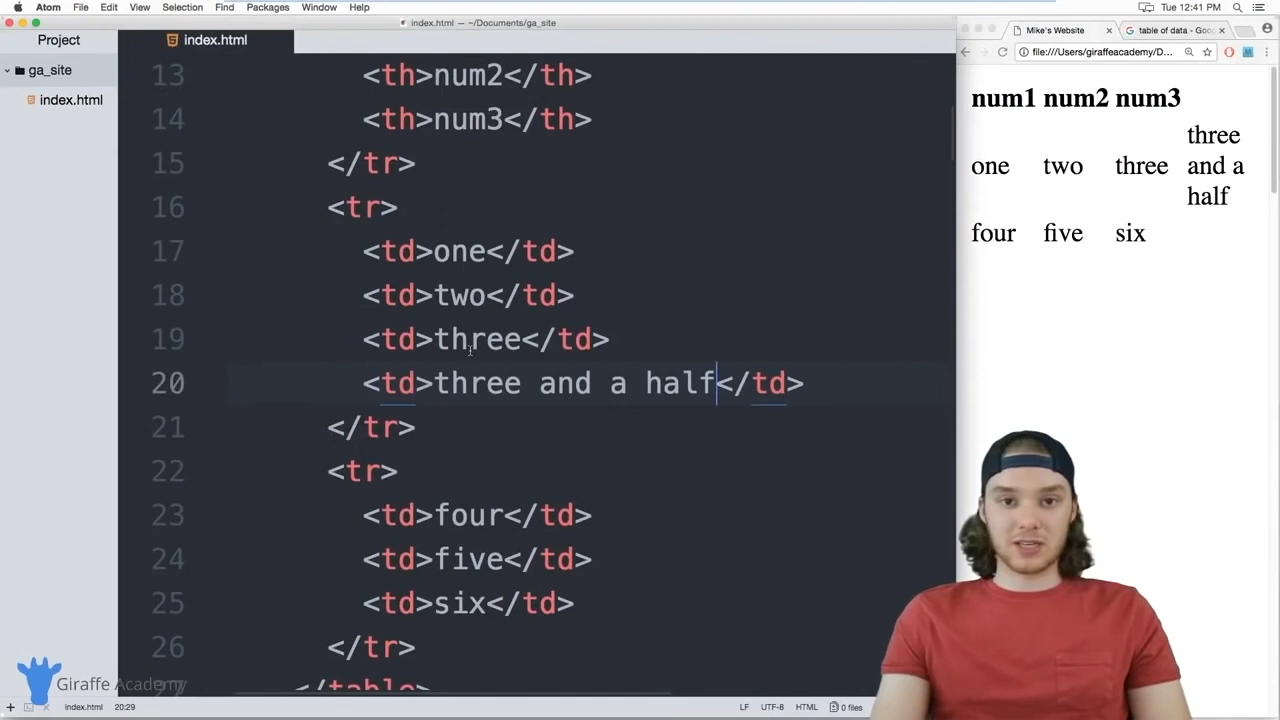 Atom File Edit View Selection Find Packages Window Help
Tue 12:41 PM
index.html — ~/Documents/ga_site
Project
ga_site
index.html
index.html
13 <th>num2</th>
14 <th>num3</th>
15 </tr>
16 <tr>
17 <td>one</td>
18 <td>two</td>
19 <td>three</td>
20 <td>three and a half</td>
21 </tr>
22 <tr>
23 <td>four</td>
24 <td>five</td>
25 <td>six</td>
26 </tr>
</table>
Giraffe Academy
index.html 20:29
LF UTF-8 HTML 0 files
Mike's Website
table of data - Goo
file:///Users/giraffeacademy/D...
num1 num2 num3
one two three three and a half
four five six